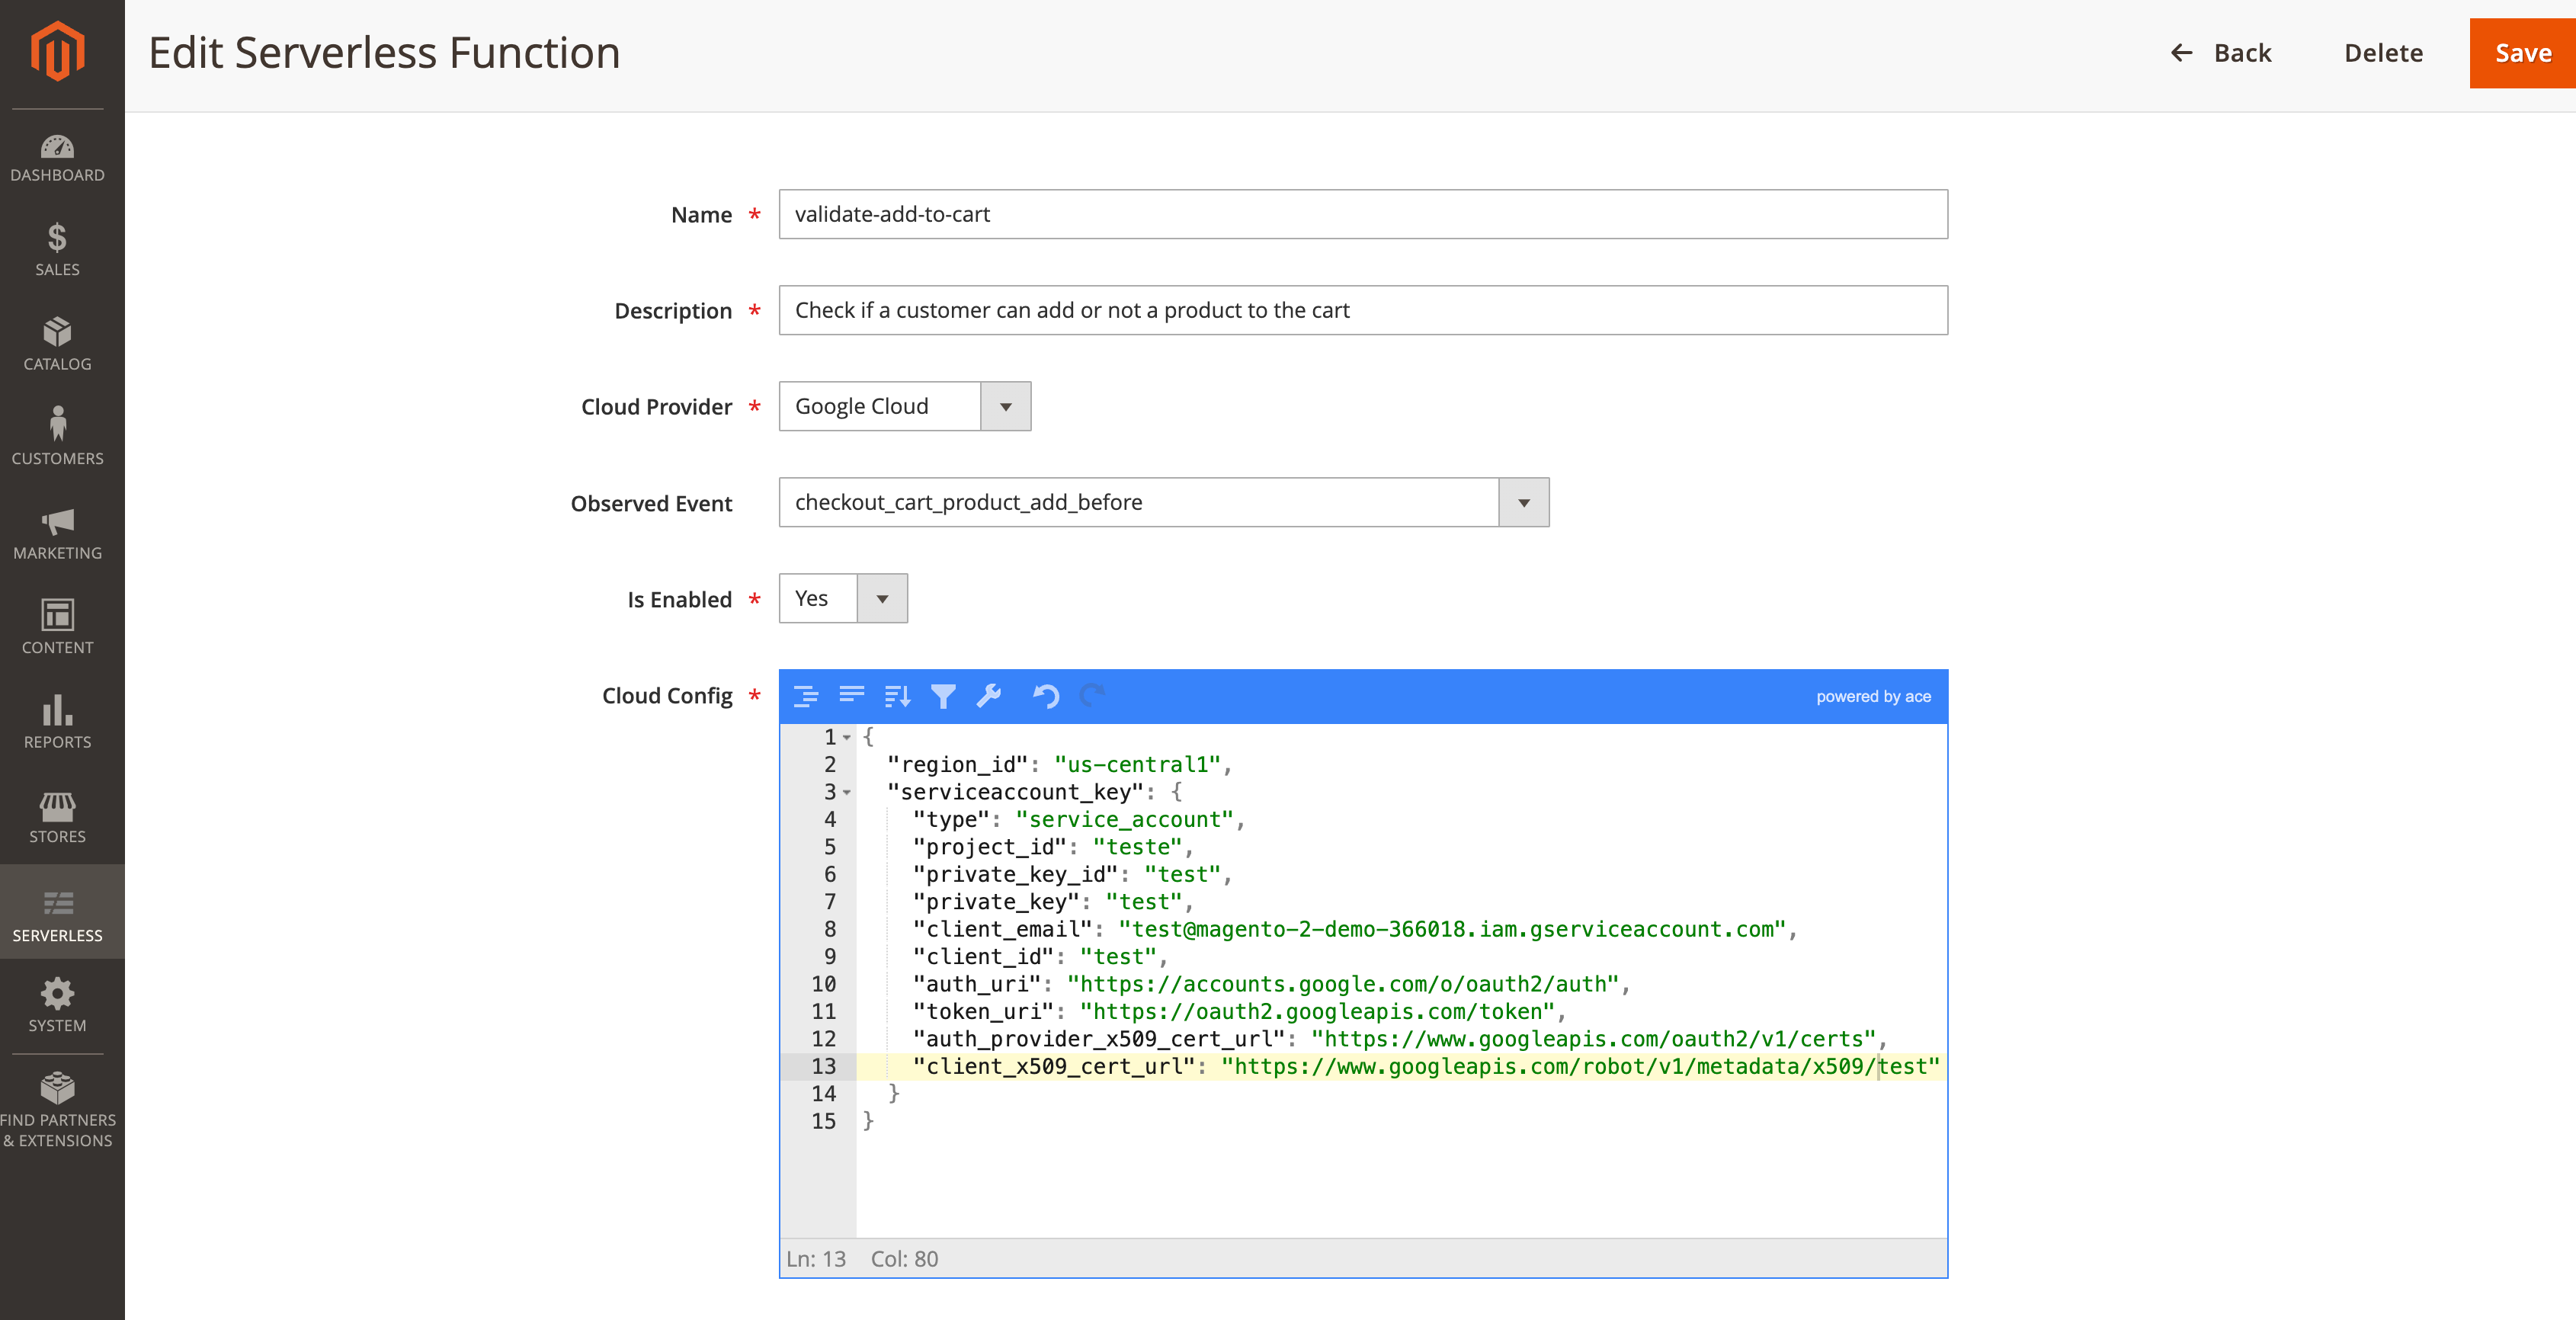 Edit Serverless Function
Back
Delete
Save
DASHBOARD
SALES
CATALOG
CUSTOMERS
MARKETING
CONTENT
REPORTS
STORES
SERVERLESS
SYSTEM
FIND PARTNERS
& EXTENSIONS
Name * validate-add-to-cart
Description * Check if a customer can add or not a product to the cart
Cloud Provider * Google Cloud
Observed Event checkout_cart_product_add_before
Is Enabled * Yes
Cloud Config *
powered by ace
1 {
2 "region_id": "us-central1",
3 "serviceaccount_key": {
4 "type": "service_account",
5 "project_id": "teste",
6 "private_key_id": "test",
7 "private_key": "test",
8 "client_email": "test@magento-2-demo-366018.iam.gserviceaccount.com",
9 "client_id": "test",
10 "auth_uri": "https://accounts.google.com/o/oauth2/auth",
11 "token_uri": "https://oauth2.googleapis.com/token",
12 "auth_provider_x509_cert_url": "https://www.googleapis.com/oauth2/v1/certs",
13 "client_x509_cert_url": "https://www.googleapis.com/robot/v1/metadata/x509/test"
14 }
15 }
Ln: 13 Col: 80